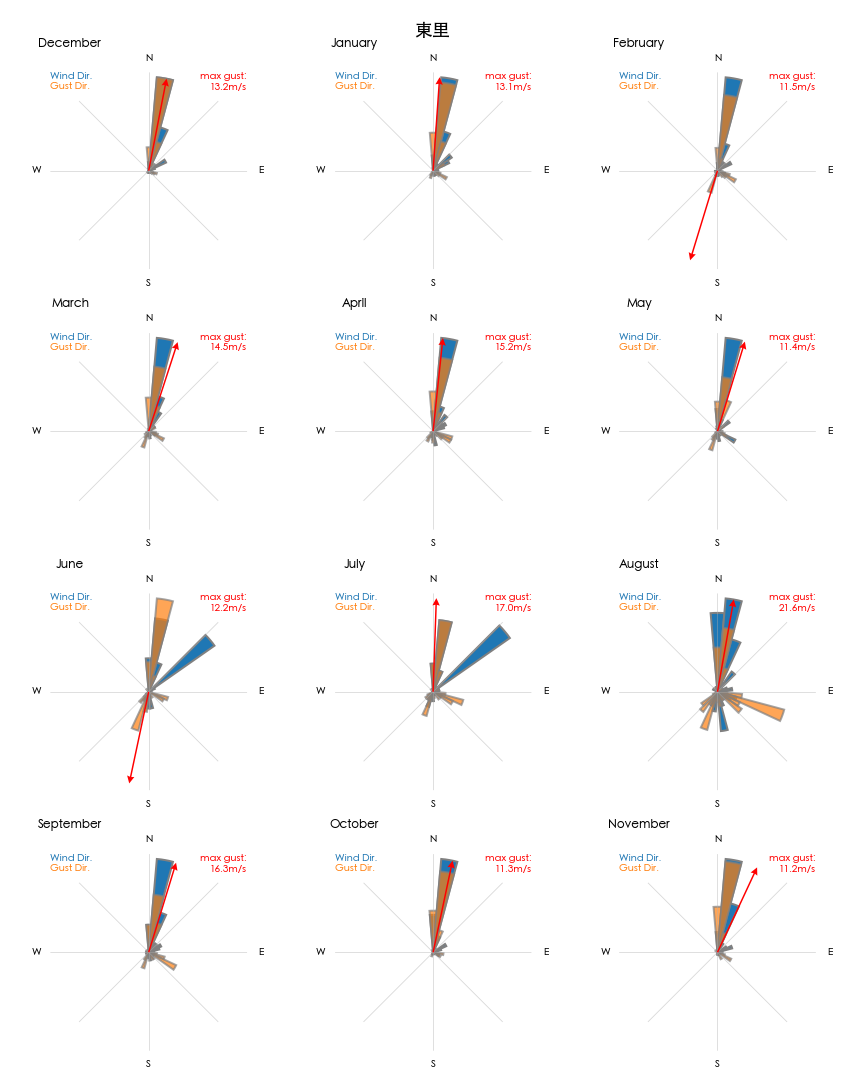 東里
December
N
Wind Dir.
Gust Dir.
max gust:
13.2m/s
W
E
S
January
N
Wind Dir.
Gust Dir.
max gust:
13.1m/s
W
E
S
February
N
Wind Dir.
Gust Dir.
max gust:
11.5m/s
W
E
S
March
N
Wind Dir.
Gust Dir.
max gust:
14.5m/s
W
E
S
April
N
Wind Dir.
Gust Dir.
max gust:
15.2m/s
W
E
S
May
N
Wind Dir.
Gust Dir.
max gust:
11.4m/s
W
E
S
June
N
Wind Dir.
Gust Dir.
max gust:
12.2m/s
W
E
S
July
N
Wind Dir.
Gust Dir.
max gust:
17.0m/s
W
E
S
August
N
Wind Dir.
Gust Dir.
max gust:
21.6m/s
W
E
S
September
N
Wind Dir.
Gust Dir.
max gust:
16.3m/s
W
E
S
October
N
Wind Dir.
Gust Dir.
max gust:
11.3m/s
W
E
S
November
N
Wind Dir.
Gust Dir.
max gust:
11.2m/s
W
E
S